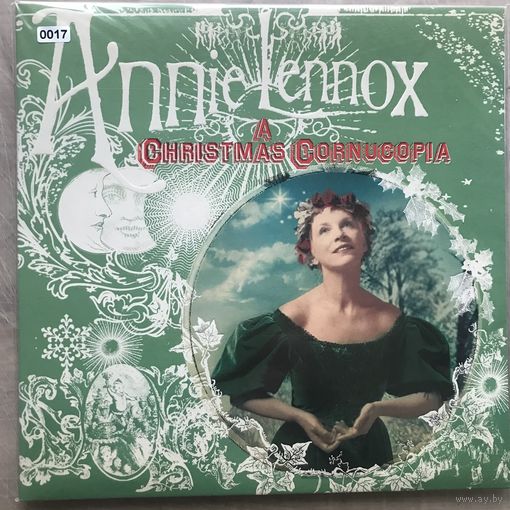 0017
Annie Lennox
A
CHRISTMAS CORNUCOPIA
www.ay.by